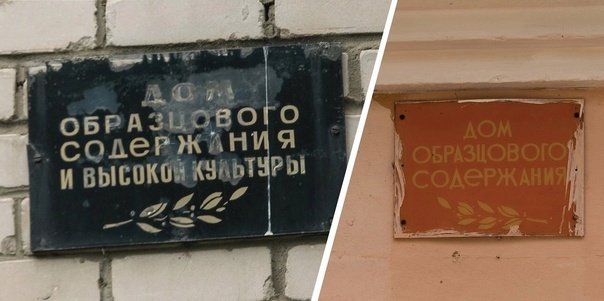 ДОМ
ОБРАЗЦОВОГО
СОДЕРЖАНИЯ
И ВЫСОКОЙ КУЛЬТУРЫ
ДОМ
ОБРАЗЦОВОГО
СОДЕРЖАНИЯ